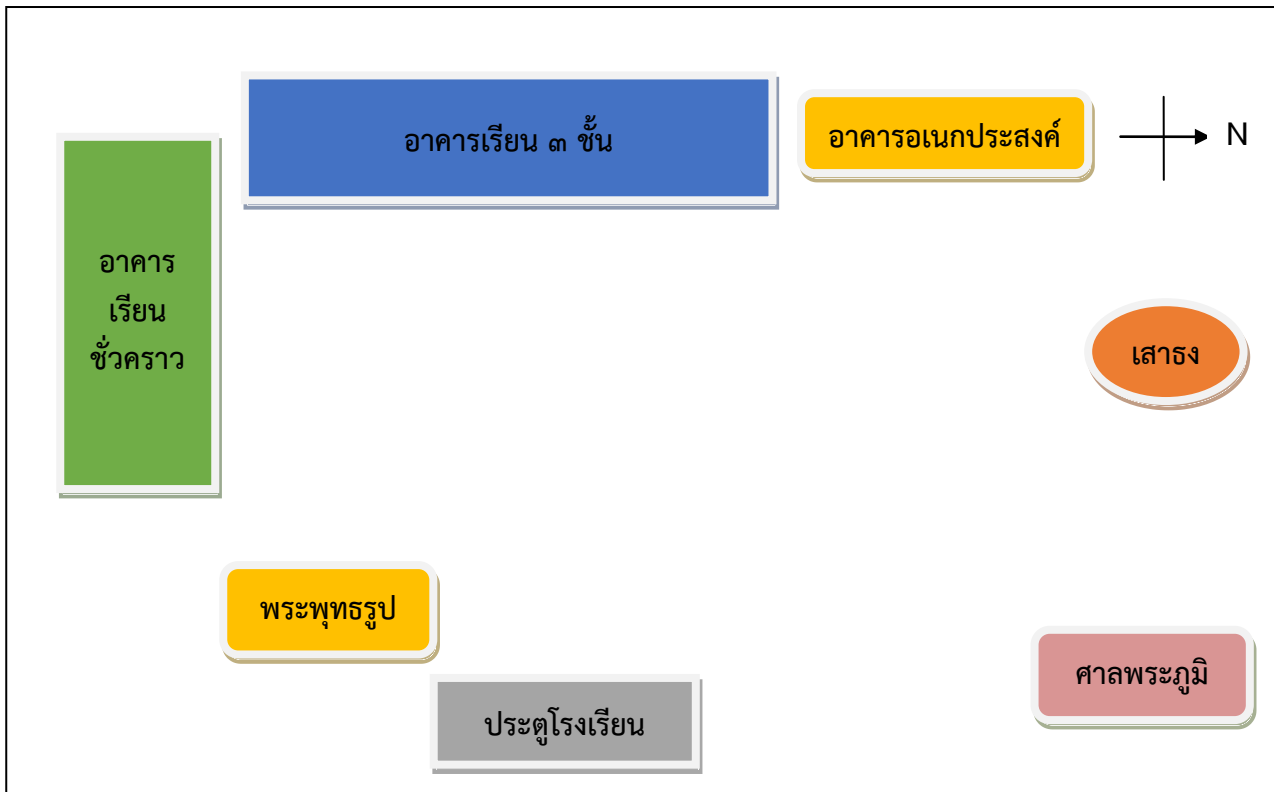 อาคารเรียน ๓ ชั้น
อาคารอเนกประสงค์
N
อาคาร
เรียน
ชั่วคราว
เสาธง
พระพุทธรูป
ศาลพระภูมิ
ประตูโรงเรียน